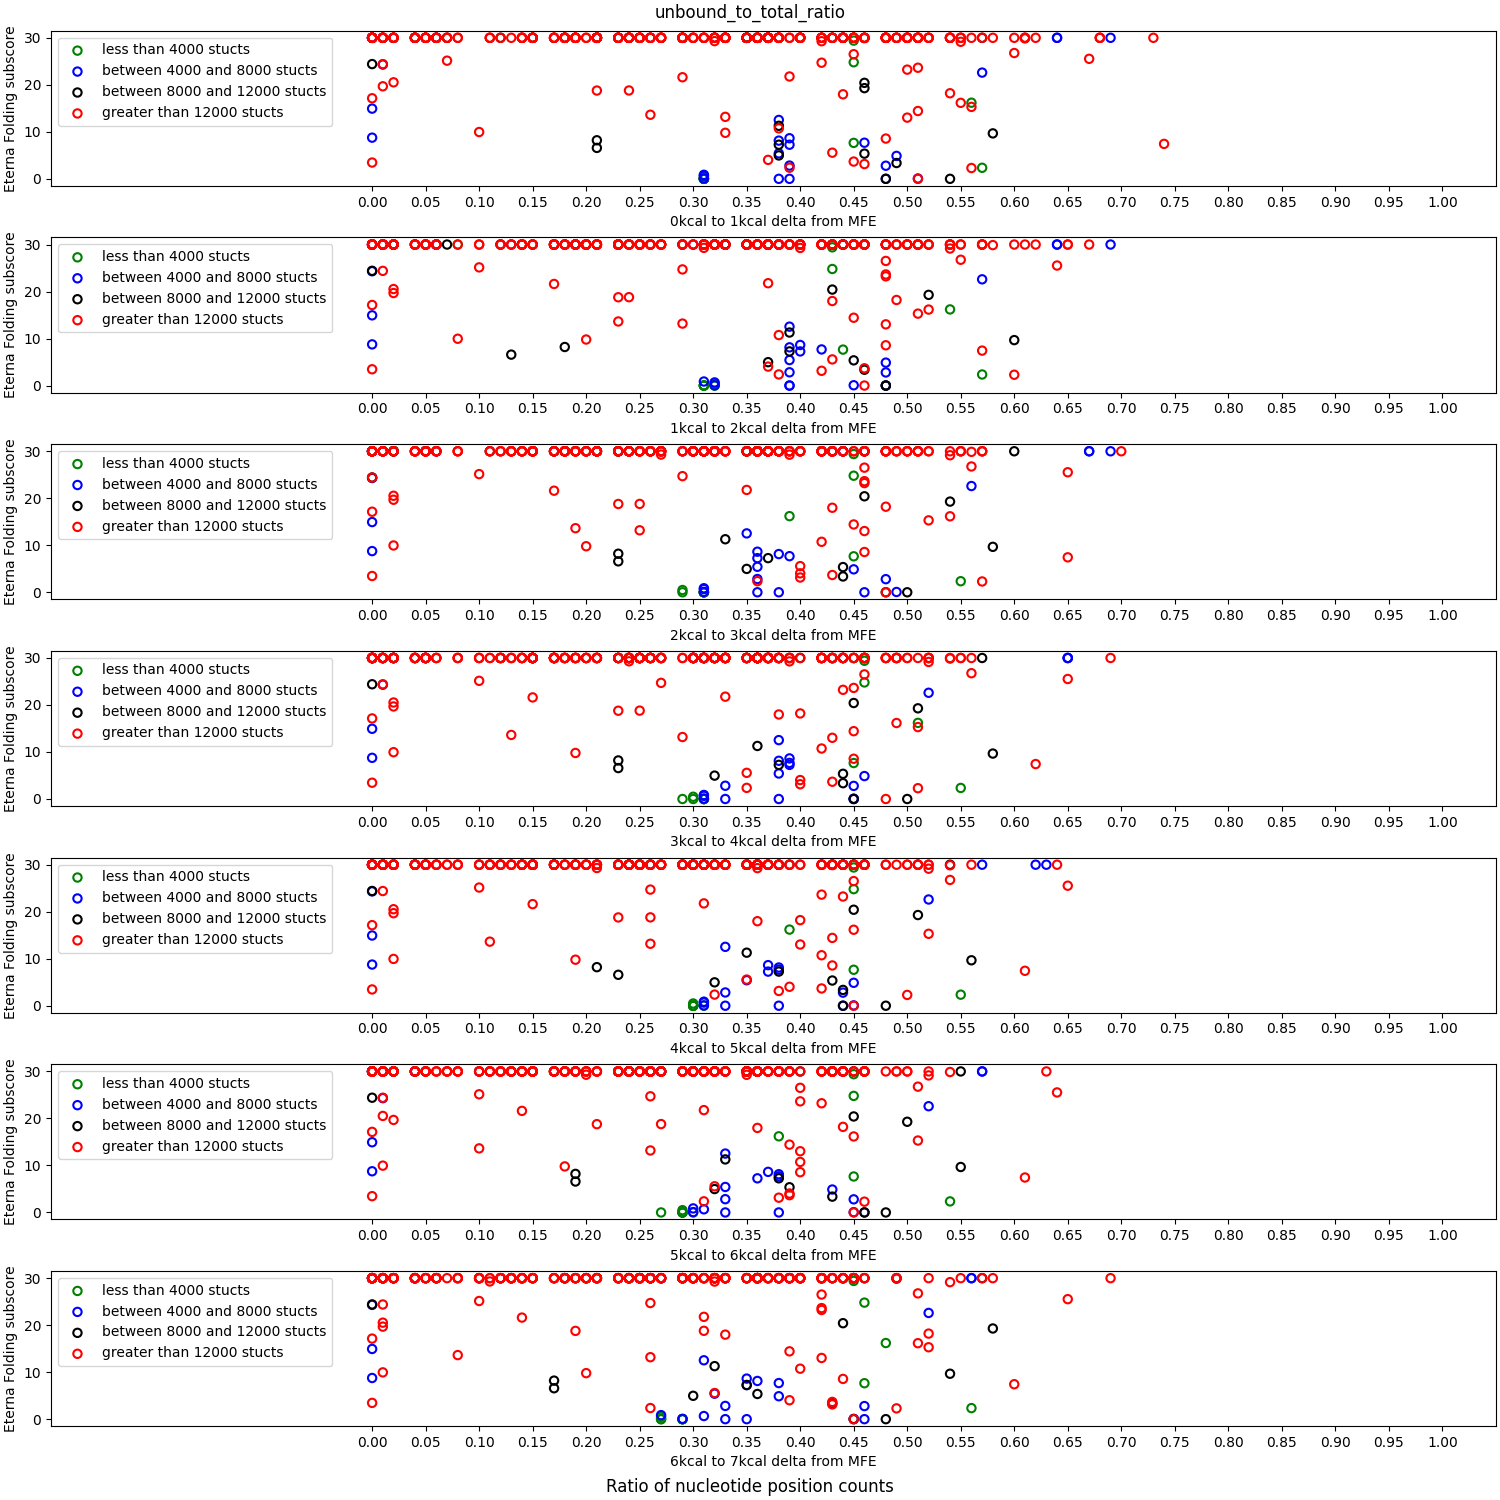 unbound_to_total_ratio
Eterna Folding subscore
30
20
10
0
less than 4000 stucts
between 4000 and 8000 stucts
between 8000 and 12000 stucts
greater than 12000 stucts
0.00 0.05 0.10 0.15 0.20 0.25 0.30 0.35 0.40 0.45 0.50 0.55 0.60 0.65 0.70 0.75 0.80 0.85 0.90 0.95 1.00
0kcal to 1kcal delta from MFE
Eterna Folding subscore
30
20
10
0
less than 4000 stucts
between 4000 and 8000 stucts
between 8000 and 12000 stucts
greater than 12000 stucts
0.00 0.05 0.10 0.15 0.20 0.25 0.30 0.35 0.40 0.45 0.50 0.55 0.60 0.65 0.70 0.75 0.80 0.85 0.90 0.95 1.00
1kcal to 2kcal delta from MFE
Eterna Folding subscore
30
20
10
0
less than 4000 stucts
between 4000 and 8000 stucts
between 8000 and 12000 stucts
greater than 12000 stucts
0.00 0.05 0.10 0.15 0.20 0.25 0.30 0.35 0.40 0.45 0.50 0.55 0.60 0.65 0.70 0.75 0.80 0.85 0.90 0.95 1.00
2kcal to 3kcal delta from MFE
Eterna Folding subscore
30
20
10
0
less than 4000 stucts
between 4000 and 8000 stucts
between 8000 and 12000 stucts
greater than 12000 stucts
0.00 0.05 0.10 0.15 0.20 0.25 0.30 0.35 0.40 0.45 0.50 0.55 0.60 0.65 0.70 0.75 0.80 0.85 0.90 0.95 1.00
3kcal to 4kcal delta from MFE
Eterna Folding subscore
30
20
10
0
less than 4000 stucts
between 4000 and 8000 stucts
between 8000 and 12000 stucts
greater than 12000 stucts
0.00 0.05 0.10 0.15 0.20 0.25 0.30 0.35 0.40 0.45 0.50 0.55 0.60 0.65 0.70 0.75 0.80 0.85 0.90 0.95 1.00
4kcal to 5kcal delta from MFE
Eterna Folding subscore
30
20
10
0
less than 4000 stucts
between 4000 and 8000 stucts
between 8000 and 12000 stucts
greater than 12000 stucts
0.00 0.05 0.10 0.15 0.20 0.25 0.30 0.35 0.40 0.45 0.50 0.55 0.60 0.65 0.70 0.75 0.80 0.85 0.90 0.95 1.00
5kcal to 6kcal delta from MFE
Eterna Folding subscore
30
20
10
0
less than 4000 stucts
between 4000 and 8000 stucts
between 8000 and 12000 stucts
greater than 12000 stucts
0.00 0.05 0.10 0.15 0.20 0.25 0.30 0.35 0.40 0.45 0.50 0.55 0.60 0.65 0.70 0.75 0.80 0.85 0.90 0.95 1.00
6kcal to 7kcal delta from MFE
Ratio of nucleotide position counts